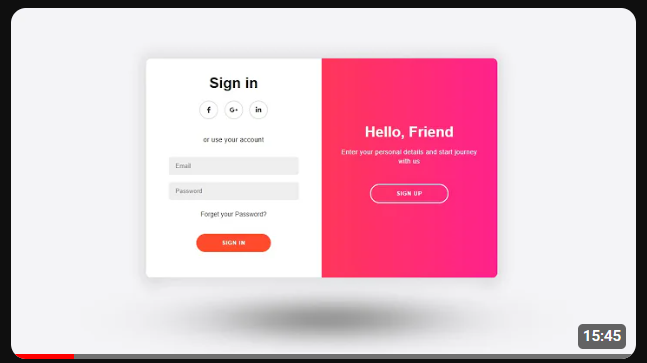 Sign in
f G+ in
or use your account
Email
Password
Forget your Password?
SIGN IN
Hello, Friend
Enter your personal details and start journey
with us
SIGN UP
15:45